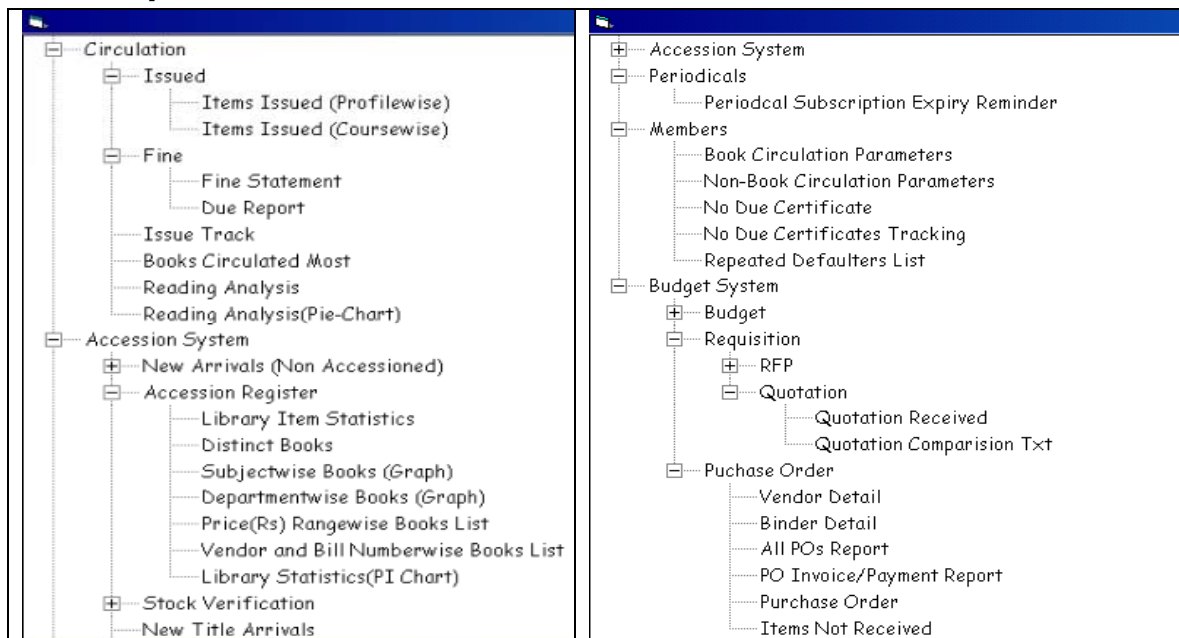 Circulation
Issued
Items Issued (Profilewise)
Items Issued (Coursewise)
Fine
Fine Statement
Due Report
Issue Track
Books Circulated Most
Reading Analysis
Reading Analysis(Pie-Chart)
Accession System
New Arrivals (Non Accessioned)
Accession Register
Library Item Statistics
Distinct Books
Subjectwise Books (Graph)
Departmentwise Books (Graph)
Price(Rs) Rangewise Books List
Vendor and Bill Numberwise Books List
Library Statistics(PI Chart)
Stock Verification
New Title Arrivals
Accession System
Periodicals
Periodcal Subscription Expiry Reminder
Members
Book Circulation Parameters
Non-Book Circulation Parameters
No Due Certificate
No Due Certificates Tracking
Repeated Defaulters List
Budget System
Budget
Requisition
RFP
Quotation
Quotation Received
Quotation Comparision Txt
Puchase Order
Vendor Detail
Binder Detail
All POs Report
PO Invoice/Payment Report
Purchase Order
Items Not Received